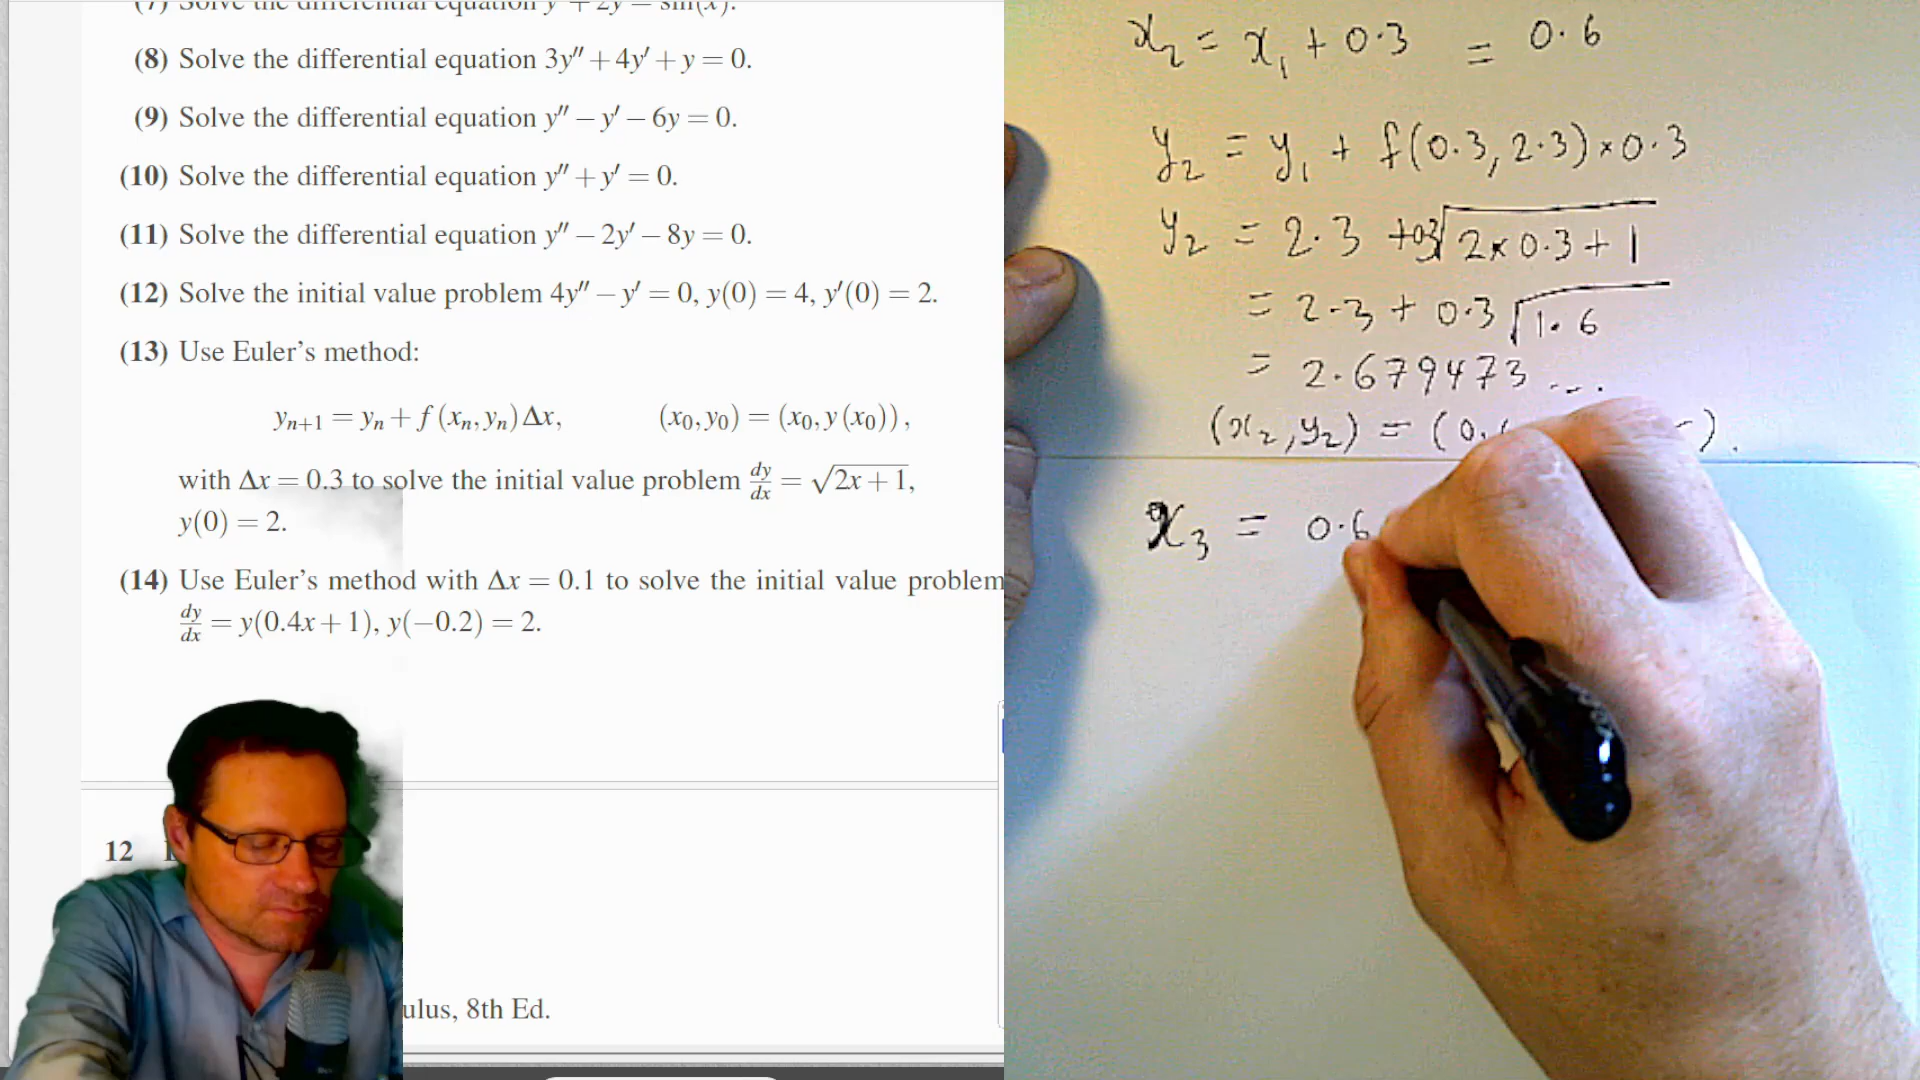 (7) Solve the differential equation y′ + 2y = sin(x).
(8) Solve the differential equation 3y″ + 4y′ + y = 0.
(9) Solve the differential equation y″ − y′ − 6y = 0.
(10) Solve the differential equation y″ + y′ = 0.
(11) Solve the differential equation y″ − 2y′ − 8y = 0.
(12) Solve the initial value problem 4y″ − y′ = 0, y(0) = 4, y′(0) = 2.
(13) Use Euler's method:
yₙ₊₁ = yₙ + f(xₙ, yₙ)Δx, (x₀, y₀) = (x₀, y(x₀)),
with Δx = 0.3 to solve the initial value problem dy/dx = √(2x + 1),
y(0) = 2.
(14) Use Euler's method with Δx = 0.1 to solve the initial value problem
dy/dx = y(0.4x + 1), y(−0.2) = 2.
12
ulus, 8th Ed.
x₂ = x₁ + 0.3 = 0.6
y₂ = y₁ + f(0.3, 2.3) × 0.3
y₂ = 2.3 + 0.3√(2 × 0.3 + 1)
= 2.3 + 0.3√1.6
= 2.679473...
(x₂, y₂) = (0. ).
x₃ = 0.6